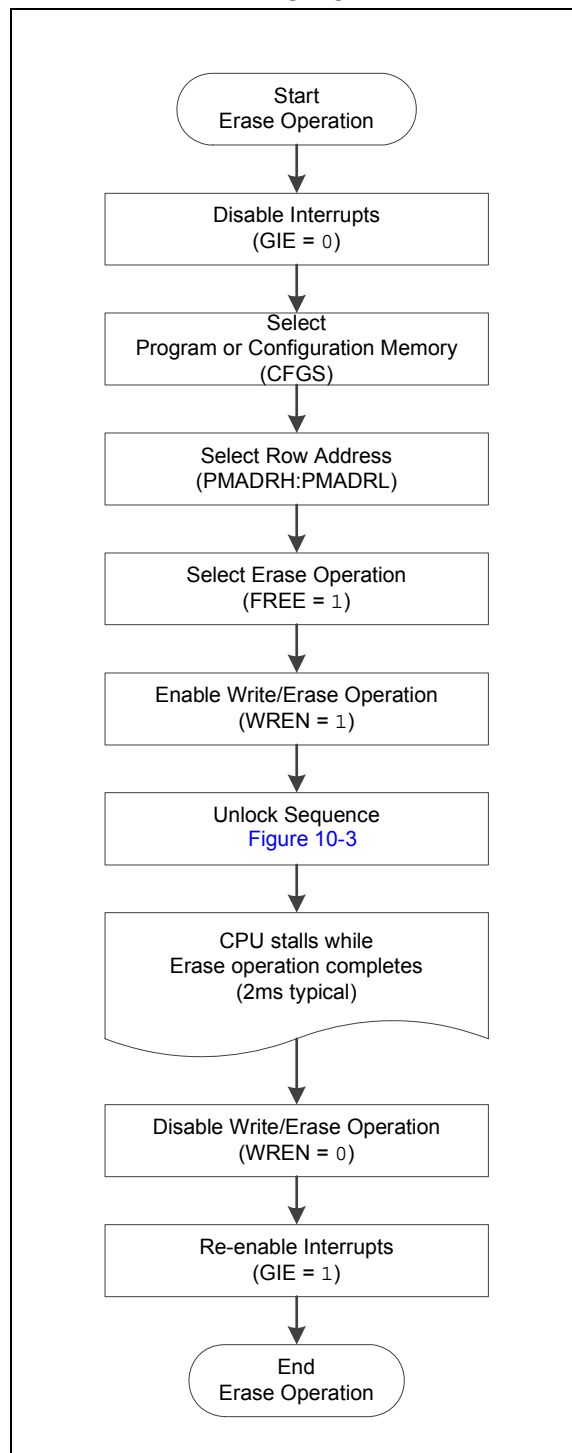 Start
Erase Operation
Disable Interrupts
(GIE = 0)
Select
Program or Configuration Memory
(CFGS)
Select Row Address
(PMADRH:PMADRL)
Select Erase Operation
(FREE = 1)
Enable Write/Erase Operation
(WREN = 1)
Unlock Sequence
Figure 10-3
CPU stalls while
Erase operation completes
(2ms typical)
Disable Write/Erase Operation
(WREN = 0)
Re-enable Interrupts
(GIE = 1)
End
Erase Operation